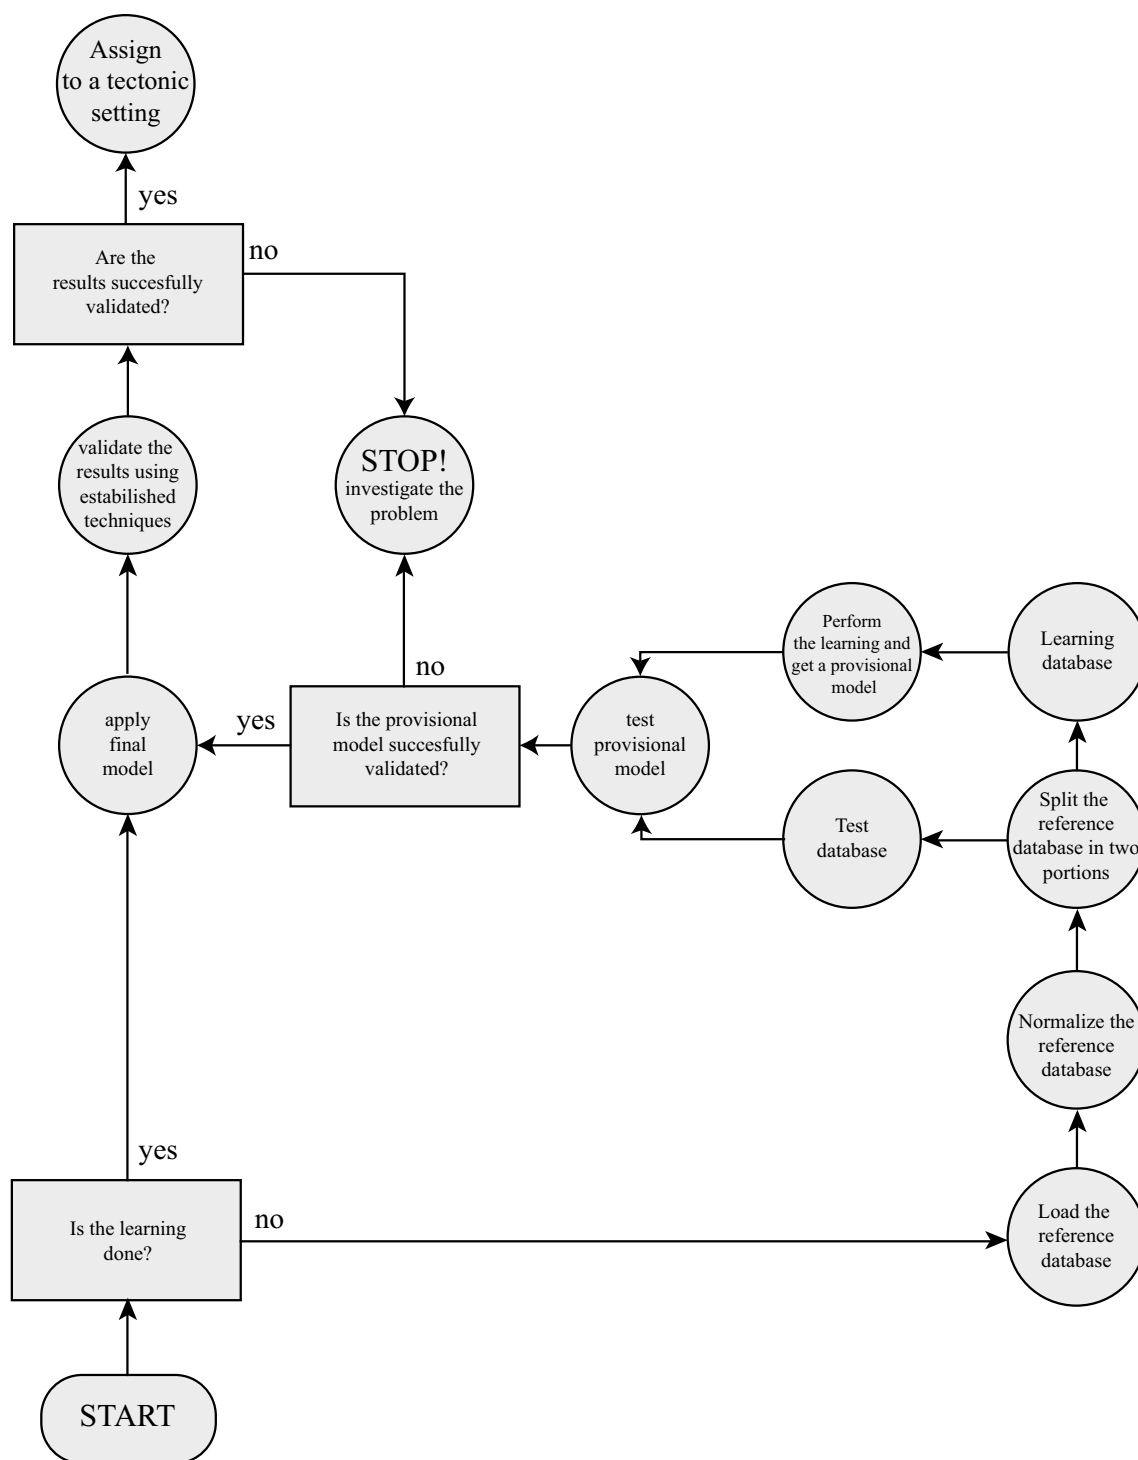 Assign
to a tectonic
setting
yes
no
Are the
results succesfully
validated?
validate the
results using
estabilished
techniques
STOP!
investigate the
problem
Perform
the learning and
get a provisional
model
Learning
database
no
yes
apply
final
model
Is the provisional
model succesfully
validated?
test
provisional
model
Test
database
Split the
reference
database in two
portions
Normalize the
reference
database
yes
no
Is the learning
done?
Load the
reference
database
START